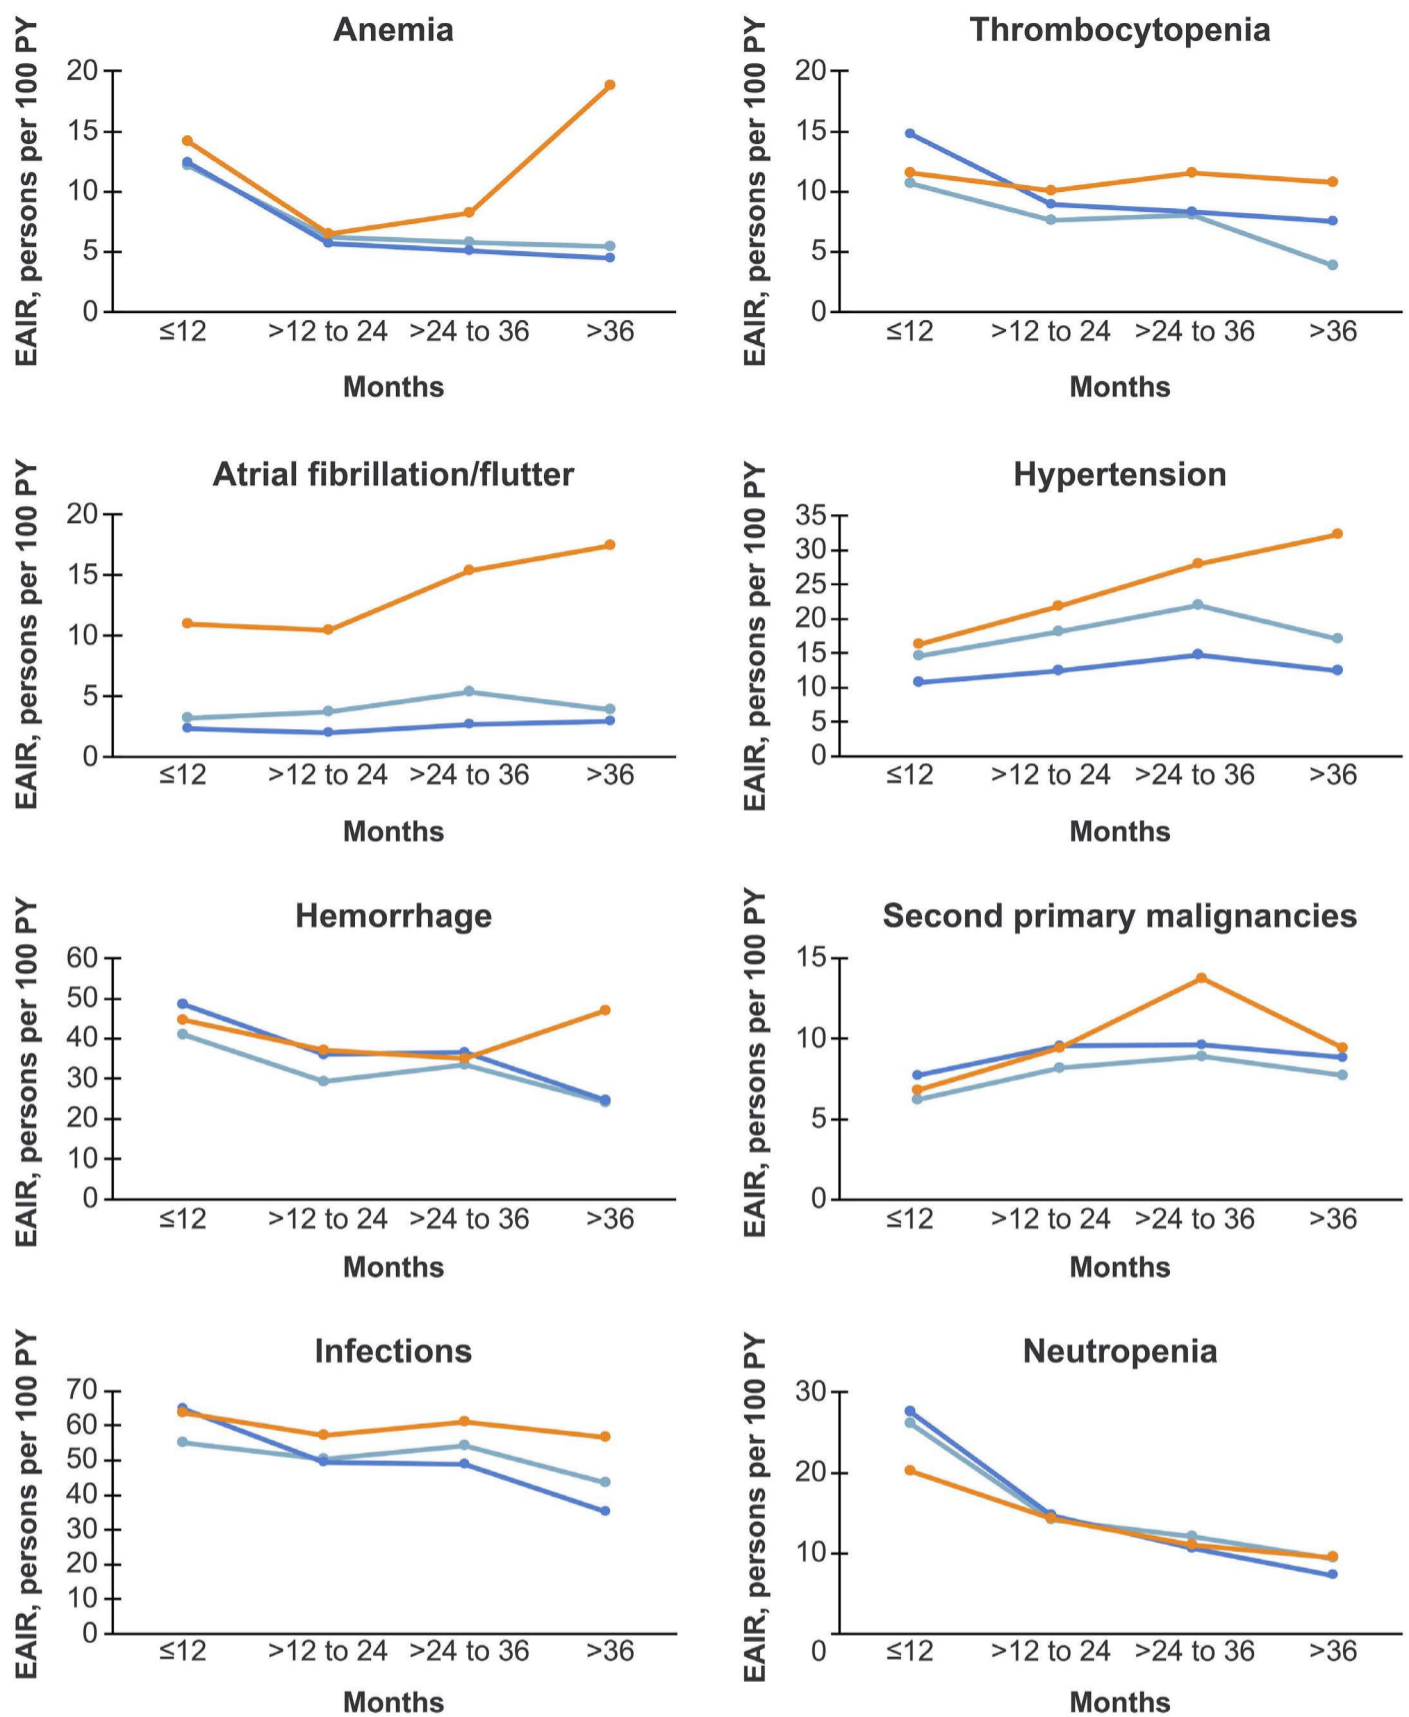 Anemia
EAIR, persons per 100 PY
20
15
10
5
0
≤12 >12 to 24 >24 to 36 >36
Months
Thrombocytopenia
EAIR, persons per 100 PY
20
15
10
5
0
≤12 >12 to 24 >24 to 36 >36
Months
Atrial fibrillation/flutter
EAIR, persons per 100 PY
20
15
10
5
0
≤12 >12 to 24 >24 to 36 >36
Months
Hypertension
EAIR, persons per 100 PY
35
30
25
20
15
10
5
0
≤12 >12 to 24 >24 to 36 >36
Months
Hemorrhage
EAIR, persons per 100 PY
60
50
40
30
20
10
0
≤12 >12 to 24 >24 to 36 >36
Months
Second primary malignancies
EAIR, persons per 100 PY
15
10
5
0
≤12 >12 to 24 >24 to 36 >36
Months
Infections
EAIR, persons per 100 PY
70
60
50
40
30
20
10
0
≤12 >12 to 24 >24 to 36 >36
Months
Neutropenia
EAIR, persons per 100 PY
30
20
10
0
≤12 >12 to 24 >24 to 36 >36
Months